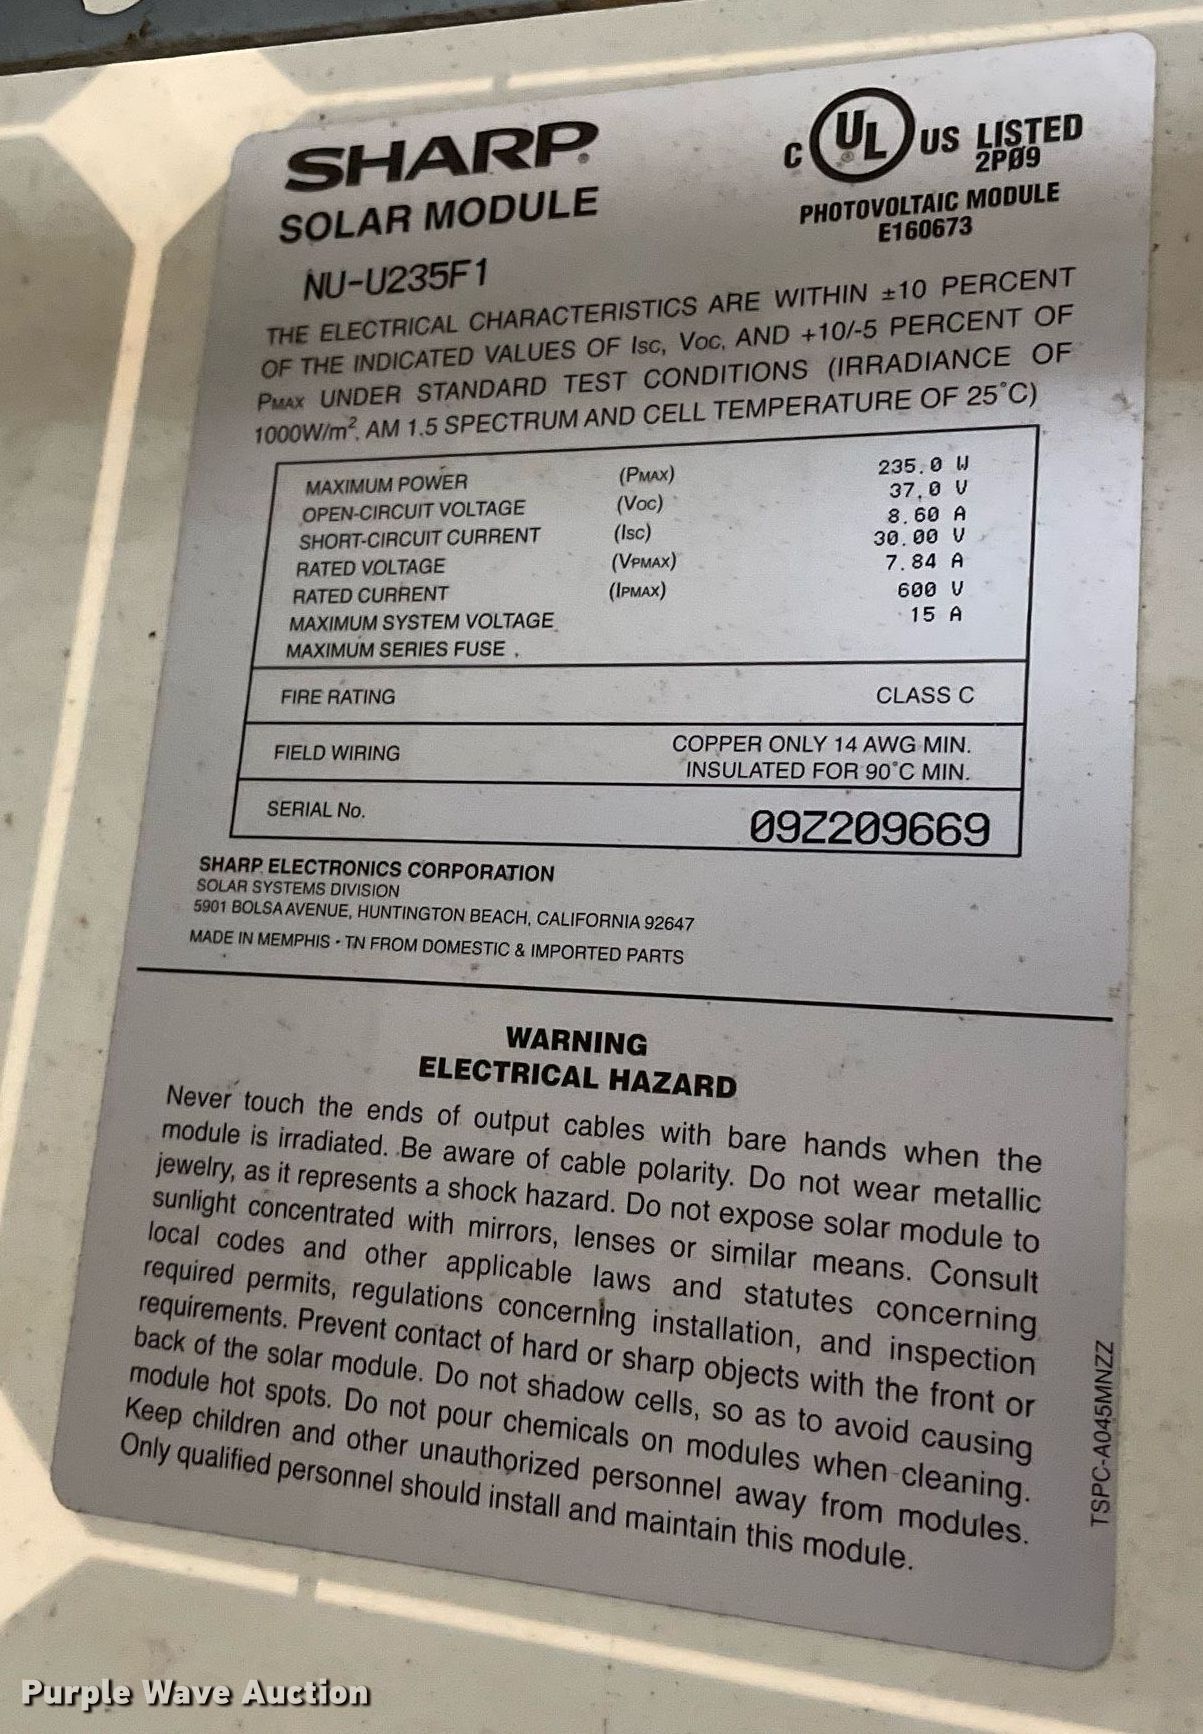 SHARP
SOLAR MODULE
NU-U235F1
C UL ® US LISTED
2PØ9
PHOTOVOLTAIC MODULE
E160673
THE ELECTRICAL CHARACTERISTICS ARE WITHIN ±10 PERCENT
OF THE INDICATED VALUES OF Isc, Voc, AND +10/-5 PERCENT OF
PMAX UNDER STANDARD TEST CONDITIONS (IRRADIANCE OF
1000W/m², AM 1.5 SPECTRUM AND CELL TEMPERATURE OF 25°C)
MAXIMUM POWER (PMAX) 235.0 W
OPEN-CIRCUIT VOLTAGE (Voc) 37.0 V
SHORT-CIRCUIT CURRENT (Isc) 8.60 A
RATED VOLTAGE (VPMAX) 30.00 V
RATED CURRENT (IPMAX) 7.84 A
MAXIMUM SYSTEM VOLTAGE 600 V
MAXIMUM SERIES FUSE 15 A
FIRE RATING CLASS C
FIELD WIRING COPPER ONLY 14 AWG MIN.
INSULATED FOR 90°C MIN.
SERIAL No. 09Z209669
SHARP ELECTRONICS CORPORATION
SOLAR SYSTEMS DIVISION
5901 BOLSA AVENUE, HUNTINGTON BEACH, CALIFORNIA 92647
MADE IN MEMPHIS · TN FROM DOMESTIC & IMPORTED PARTS
WARNING
ELECTRICAL HAZARD
Never touch the ends of output cables with bare hands when the
module is irradiated. Be aware of cable polarity. Do not wear metallic
jewelry, as it represents a shock hazard. Do not expose solar module to
sunlight concentrated with mirrors, lenses or similar means. Consult
local codes and other applicable laws and statutes concerning
required permits, regulations concerning installation, and inspection
requirements. Prevent contact of hard or sharp objects with the front or
back of the solar module. Do not shadow cells, so as to avoid causing
module hot spots. Do not pour chemicals on modules when cleaning.
Keep children and other unauthorized personnel away from modules.
Only qualified personnel should install and maintain this module.
TSPC-A045MNZZ
Purple Wave Auction